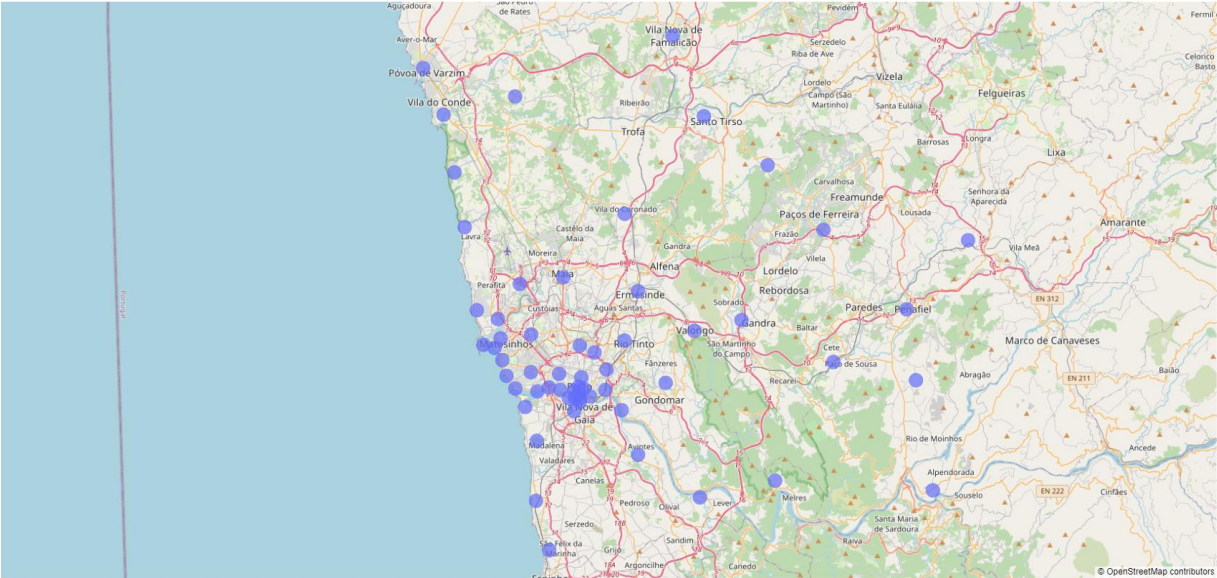 Aguçadoura
de Rates
Pevidém
Fermil
Aver-o-Mar
Vila Nova de
Famalicão
Serzedelo
Riba de Ave
Celorico
Basto
Póvoa de Varzim
Vizela
Lordelo
Vila do Conde
Ribeirão
Campo (São
Martinho)
Santa Eulália
Felgueiras
Trofa
Santo Tirso
Barrosas
Longra
Lixa
Carvalhosa
Freamunde
Senhora da
Aparecida
Vila do Coronado
Paços de Ferreira
Lousada
Amarante
Lavra
Castêlo da
Maia
Frazão
Vila Meã
Moreira
Gandra
Vilela
Maia
Alfena
Lordelo
Perafita
Ermesinde
Rebordosa
EN 312
Custóias
Águas Santas
Sobrado
Paredes
Penafiel
Valongo
Gandra
Baltar
Matosinhos
Rio Tinto
São Martinho
do Campo
Cete
Marco de Canaveses
Fânzeres
Paço de Sousa
Baião
Recarei
Abragão
EN 211
Porto
Gondomar
Vila Nova de
Gaia
Rio de Moinhos
Madalena
Avintes
Ancede
Valadares
Alpendorada
Canelas
Souselo
EN 222
Cinfães
Pedroso
Olival
Lever
Melres
Serzedo
Santa Maria
de Sardoura
São Félix da
Marinha
Grijó
Sandim
Raiva
Argoncilhe
Canedo
Portugal
© OpenStreetMap contributors